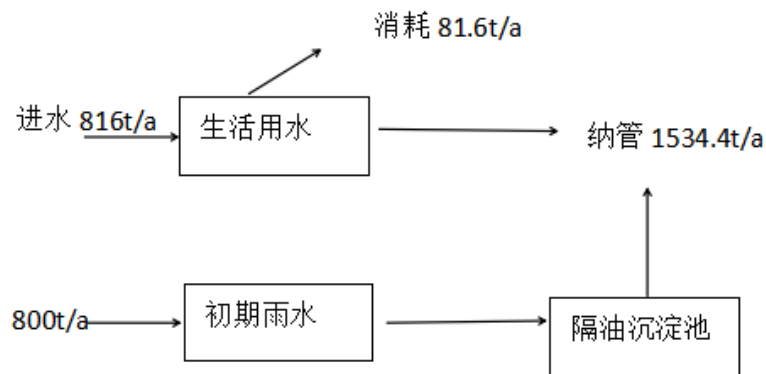 消耗 81.6t/a
进水 816t/a
生活用水
纳管 1534.4t/a
800t/a
初期雨水
隔油沉淀池